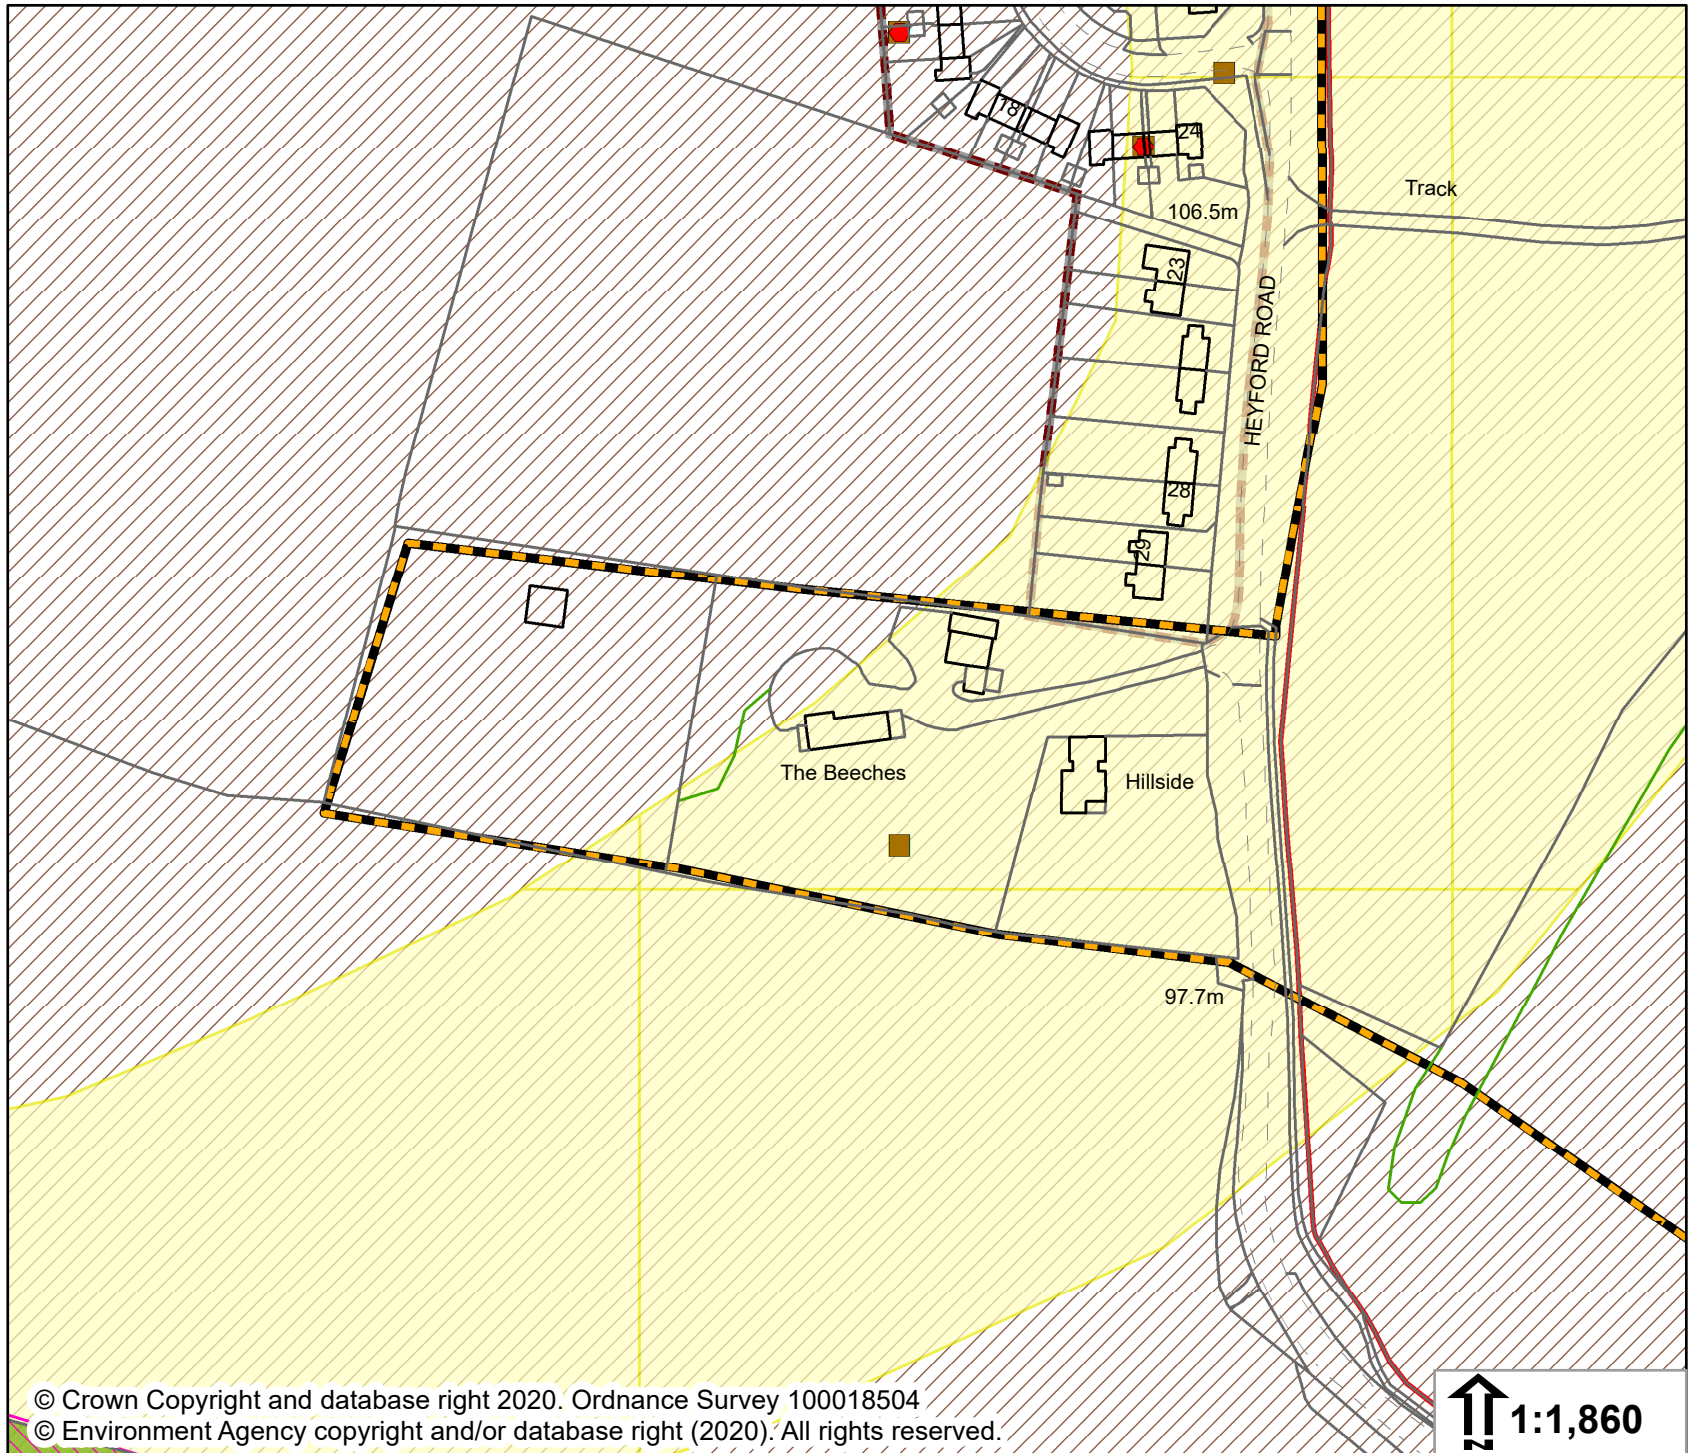 18
24
Track
106.5m
23
HEYFORD ROAD
28
29
The Beeches
Hillside
97.7m
© Crown Copyright and database right 2020. Ordnance Survey 100018504
© Environment Agency copyright and/or database right (2020). All rights reserved.
1:1,860
N